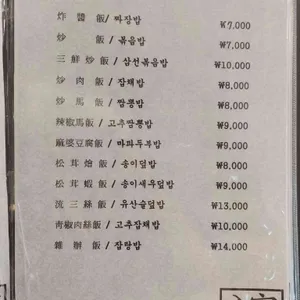 炸醬飯/짜장밥 ₩7,000
炒飯/볶음밥 ₩7,000
三鮮炒飯/삼선볶음밥 ₩10,000
炒肉飯/잡채밥 ₩8,000
炒馬飯/짬뽕밥 ₩8,000
辣椒馬飯/고추짬뽕밥 ₩9,000
麻婆豆腐飯/마파두부밥 ₩9,000
松茸燴飯/송이덮밥 ₩8,000
松茸蝦飯/송이새우덮밥 ₩9,000
流三絲飯/유산슬덮밥 ₩13,000
靑椒肉絲飯/고추잡채밥 ₩10,000
雜辦飯/잡탕밥 ₩14,000